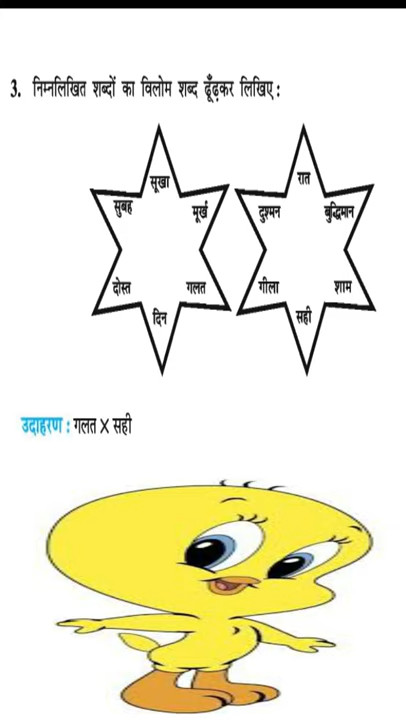 3. निम्नलिखित शब्दों का विलोम शब्द ढूँढ़कर लिखिए :
सूखा
सुबह
मूर्ख
दोस्त
गलत
दिन
रात
दुश्मन
बुद्धिमान
गीला
शाम
सही
उदाहरण : गलत X सही